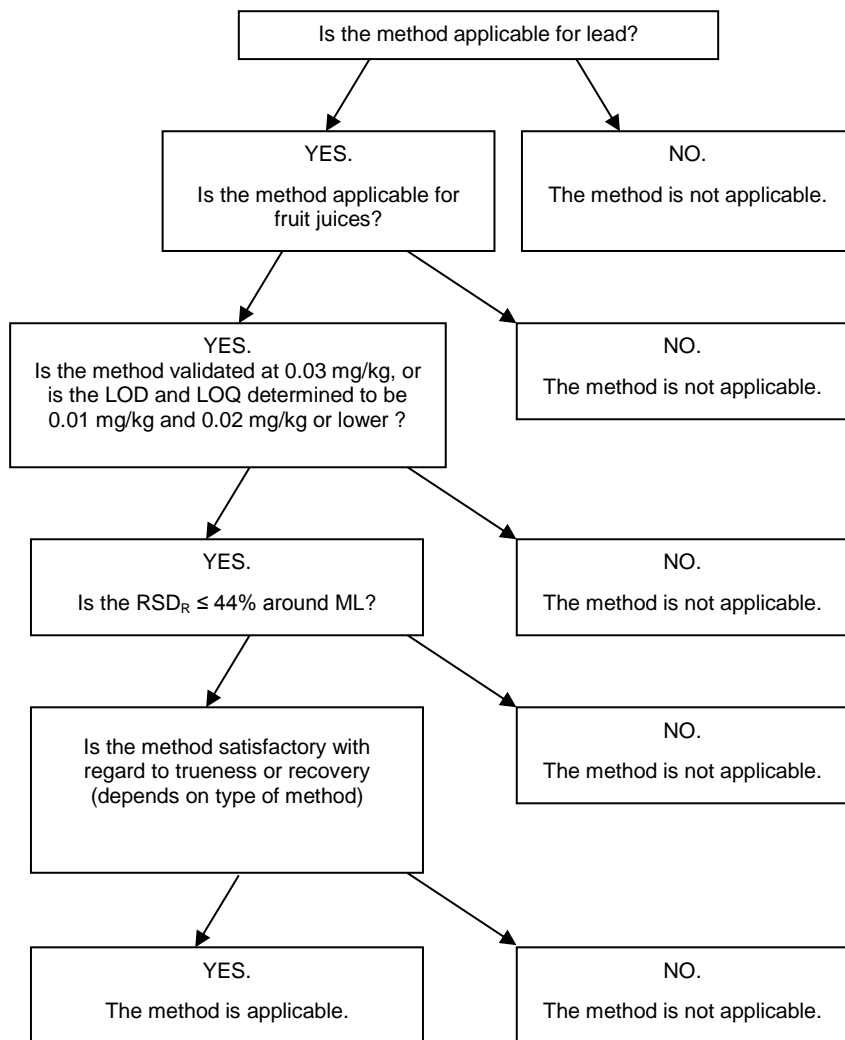 Is the method applicable for lead?
YES.
Is the method applicable for
fruit juices?
NO.
The method is not applicable.
YES.
Is the method validated at 0.03 mg/kg, or
is the LOD and LOQ determined to be
0.01 mg/kg and 0.02 mg/kg or lower ?
NO.
The method is not applicable.
YES.
Is the RSDR ≤ 44% around ML?
NO.
The method is not applicable.
Is the method satisfactory with
regard to trueness or recovery
(depends on type of method)
NO.
The method is not applicable.
YES.
The method is applicable.
NO.
The method is not applicable.